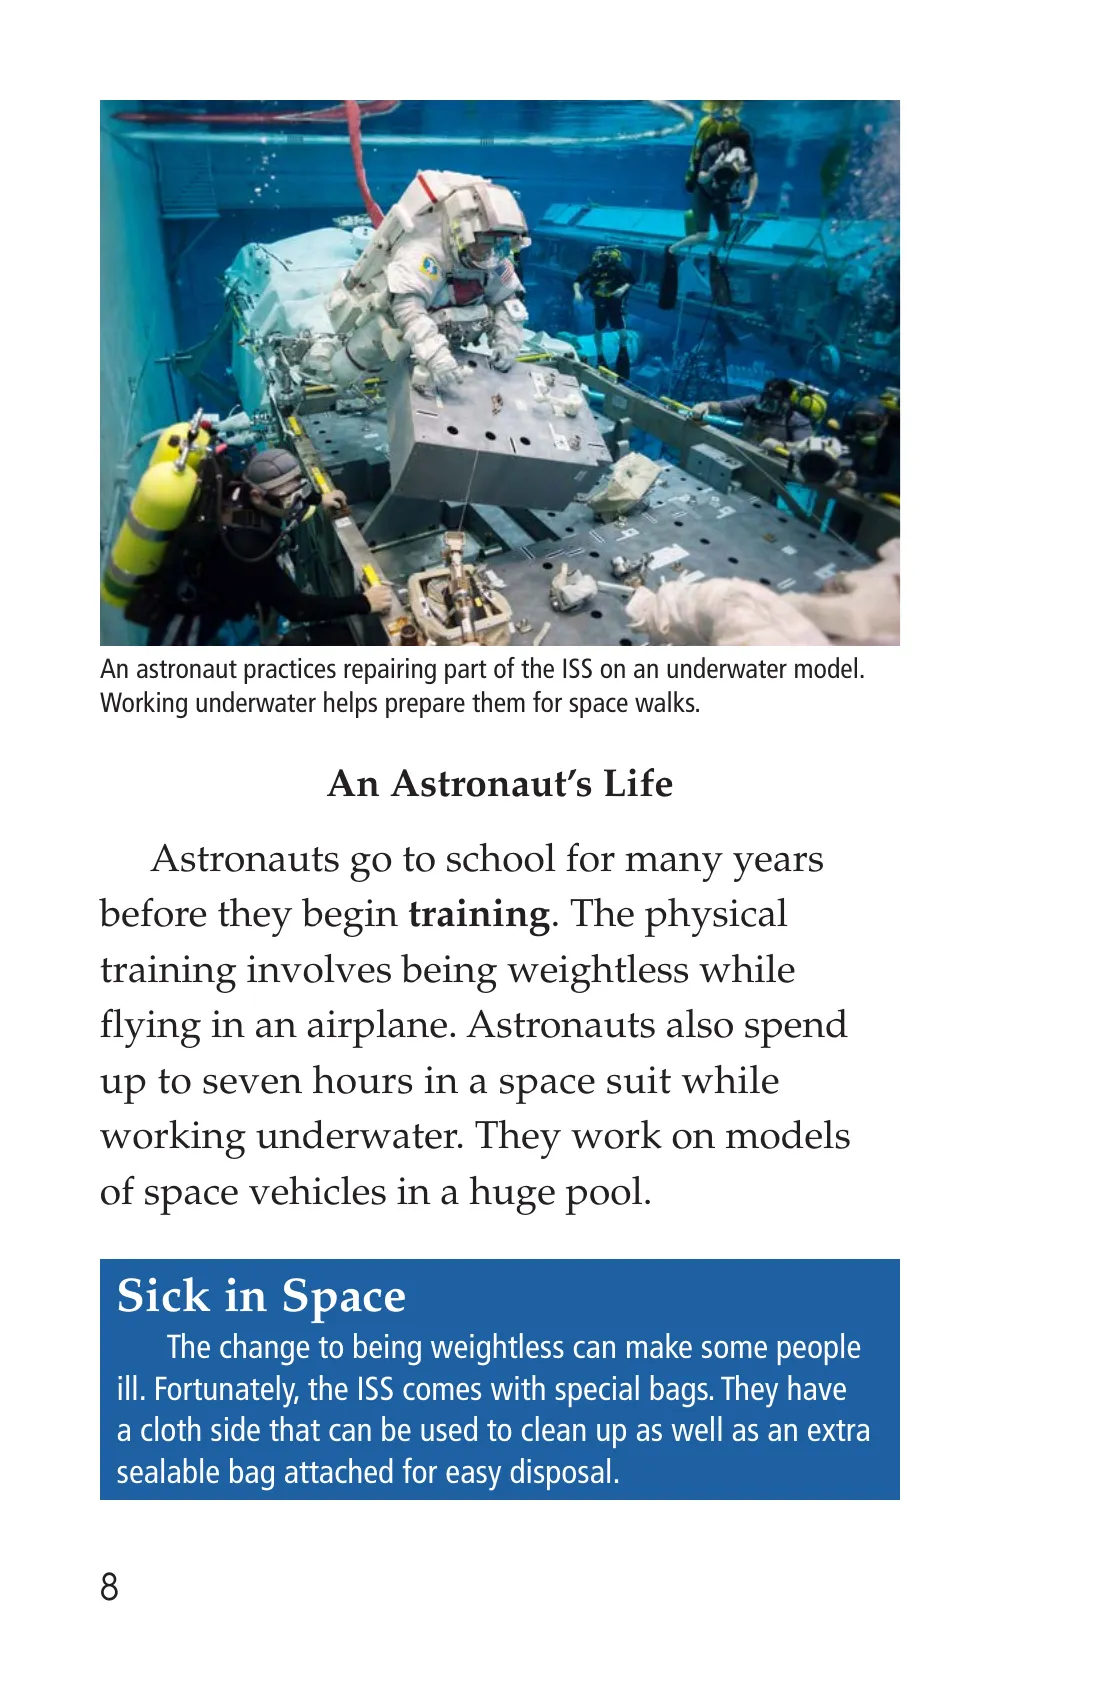 An astronaut practices repairing part of the ISS on an underwater model.
Working underwater helps prepare them for space walks.
An Astronaut’s Life
Astronauts go to school for many years
before they begin training. The physical
training involves being weightless while
flying in an airplane. Astronauts also spend
up to seven hours in a space suit while
working underwater. They work on models
of space vehicles in a huge pool.
Sick in Space
The change to being weightless can make some people
ill. Fortunately, the ISS comes with special bags. They have
a cloth side that can be used to clean up as well as an extra
sealable bag attached for easy disposal.
8